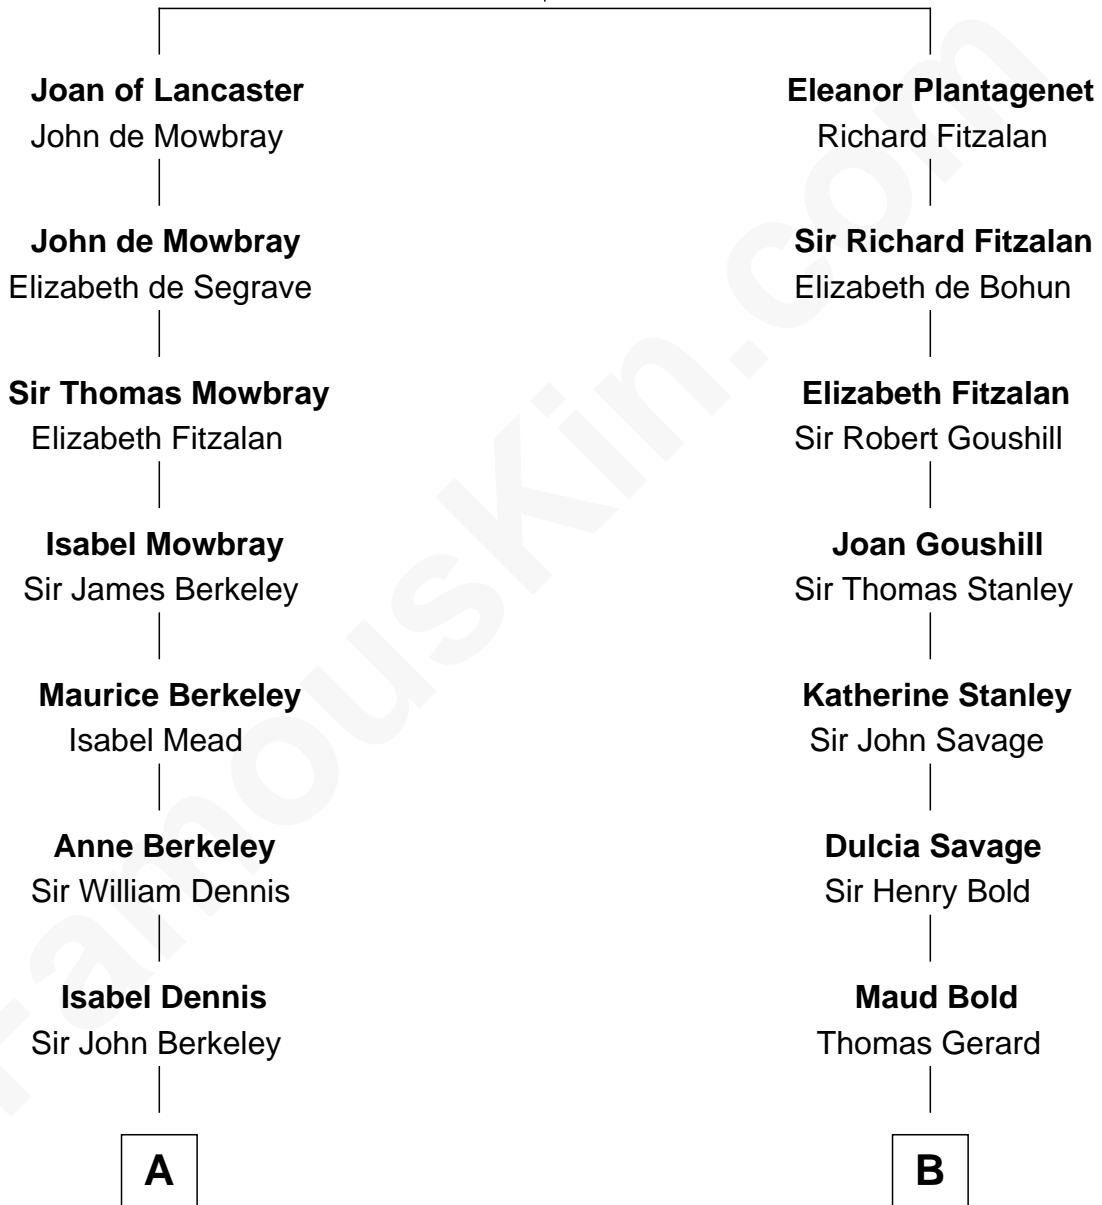 Joan of Lancaster
John de Mowbray
Eleanor Plantagenet
Richard Fitzalan
John de Mowbray
Elizabeth de Segrave
Sir Richard Fitzalan
Elizabeth de Bohun
Sir Thomas Mowbray
Elizabeth Fitzalan
Elizabeth Fitzalan
Sir Robert Goushill
Isabel Mowbray
Sir James Berkeley
Joan Goushill
Sir Thomas Stanley
Maurice Berkeley
Isabel Mead
Katherine Stanley
Sir John Savage
Anne Berkeley
Sir William Dennis
Dulcia Savage
Sir Henry Bold
Isabel Dennis
Sir John Berkeley
Maud Bold
Thomas Gerard
A
B
FamousKin.com